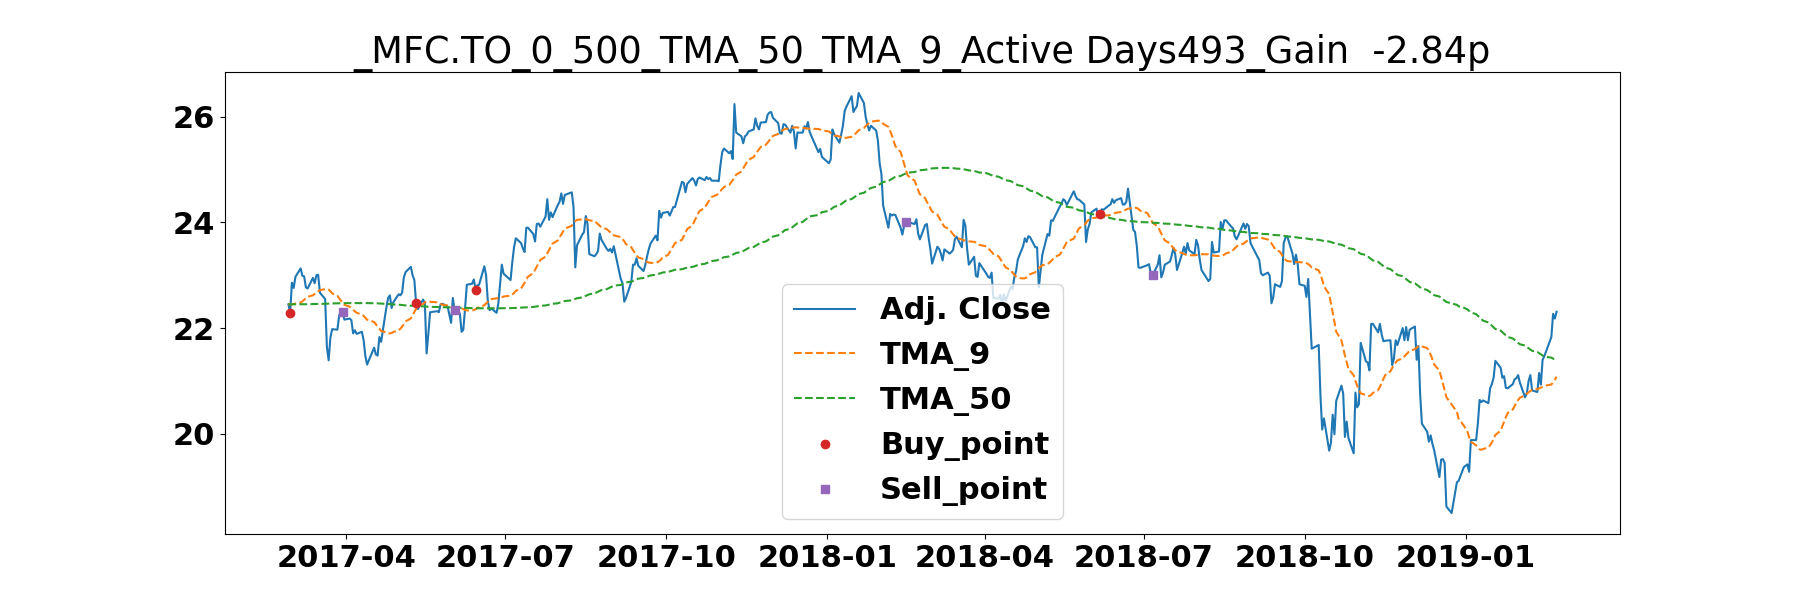 _MFC.TO_0_500_TMA_50_TMA_9_Active Days493_Gain  -2.84p
26
24
22
20
Adj. Close
TMA_9
TMA_50
Buy_point
Sell_point
2017-04 2017-07 2017-10 2018-01 2018-04 2018-07 2018-10 2019-01